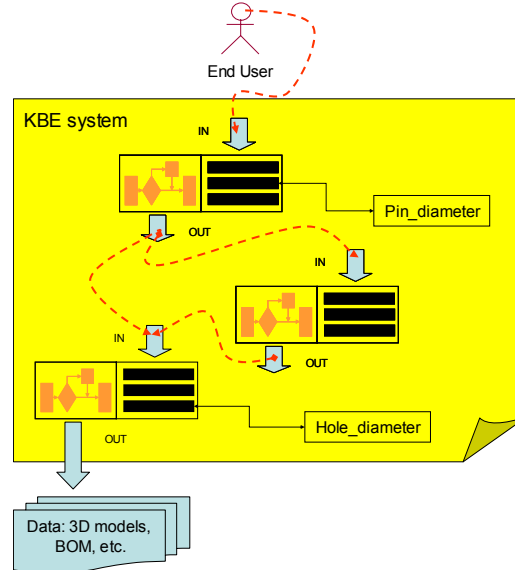 End User
KBE system
IN
Pin_diameter
OUT
IN
IN
OUT
Hole_diameter
OUT
Data: 3D models,
BOM, etc.